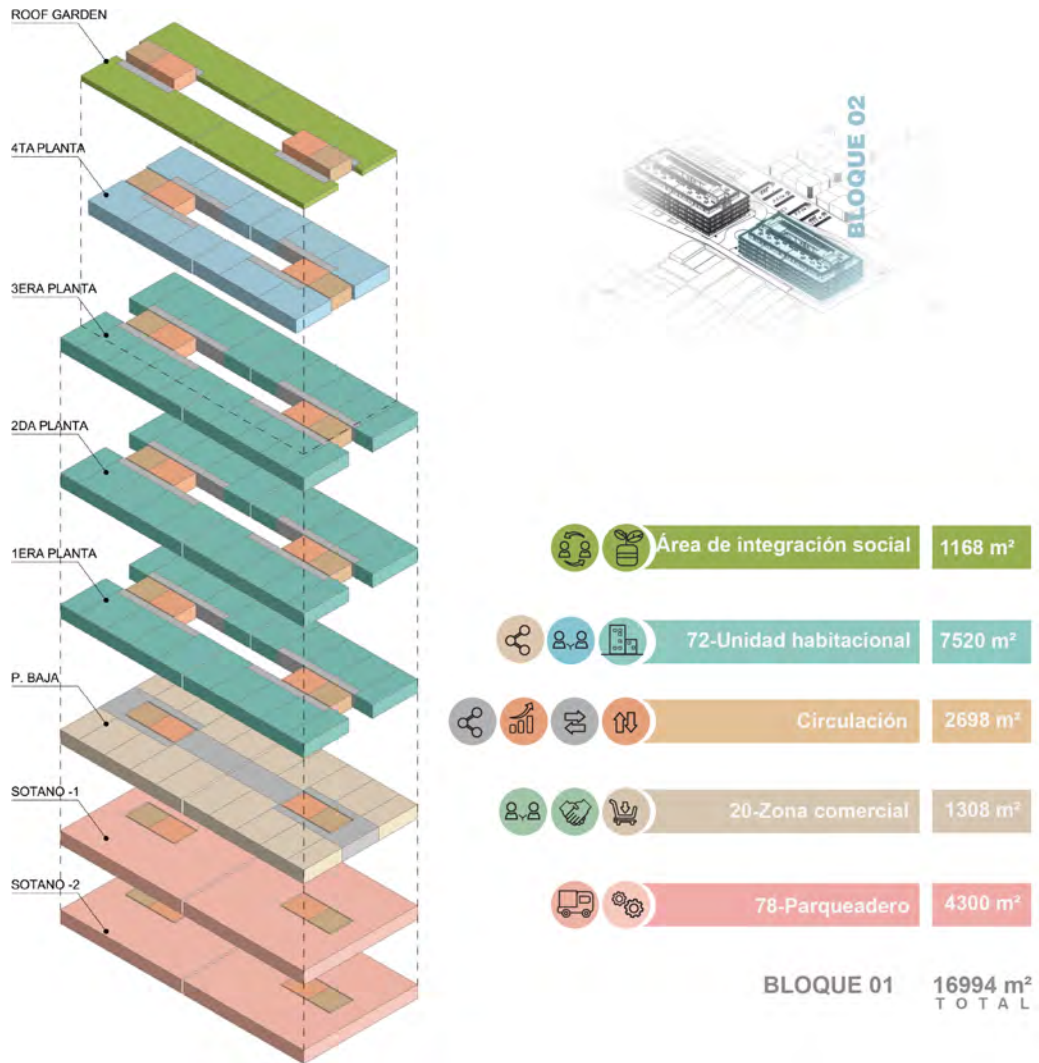 ROOF GARDEN
4TA PLANTA
3ERA PLANTA
2DA PLANTA
1ERA PLANTA
P. BAJA
SOTANO -1
SOTANO -2
BLOQUE 02
Área de integración social 1168 m²
72-Unidad habitacional 7520 m²
Circulación 2698 m²
20-Zona comercial 1308 m²
78-Parqueadero 4300 m²
BLOQUE 01 16994 m²
TOTAL